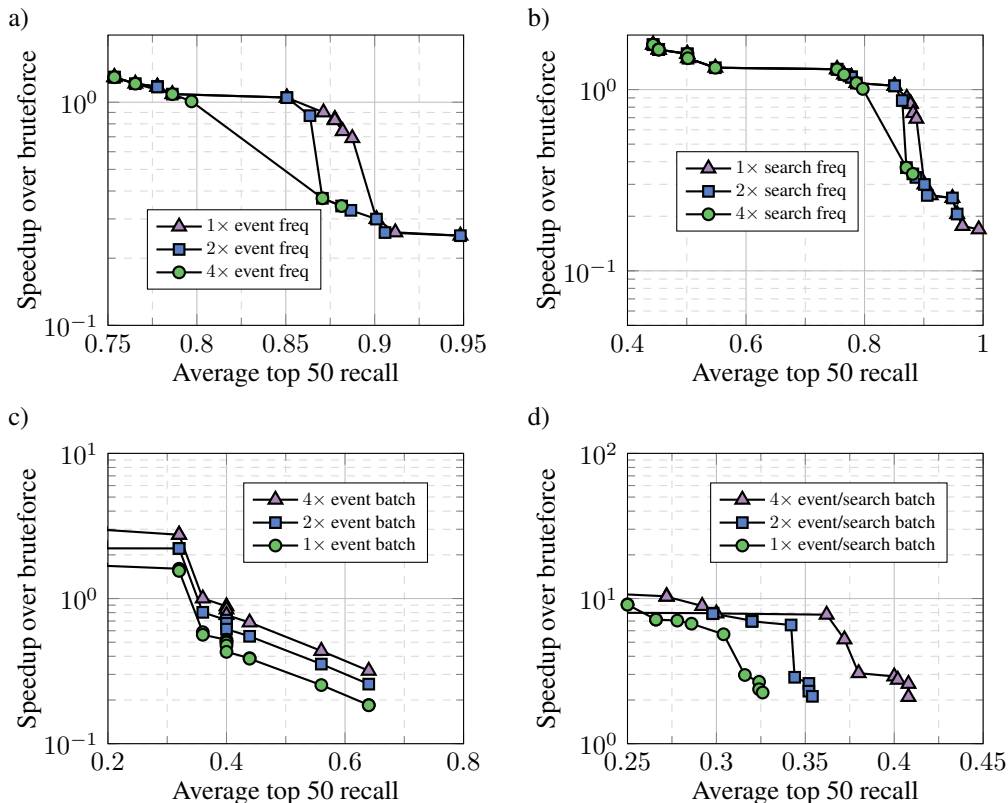 a)
Speedup over bruteforce
10^0
10^−1
0.75 0.8 0.85 0.9 0.95
Average top 50 recall
1× event freq
2× event freq
4× event freq
b)
Speedup over bruteforce
10^0
10^−1
0.4 0.6 0.8 1
Average top 50 recall
1× search freq
2× search freq
4× search freq
c)
Speedup over bruteforce
10^1
10^0
10^−1
0.2 0.4 0.6 0.8
Average top 50 recall
4× event batch
2× event batch
1× event batch
d)
Speedup over bruteforce
10^2
10^1
10^0
0.25 0.3 0.35 0.4 0.45
Average top 50 recall
4× event/search batch
2× event/search batch
1× event/search batch